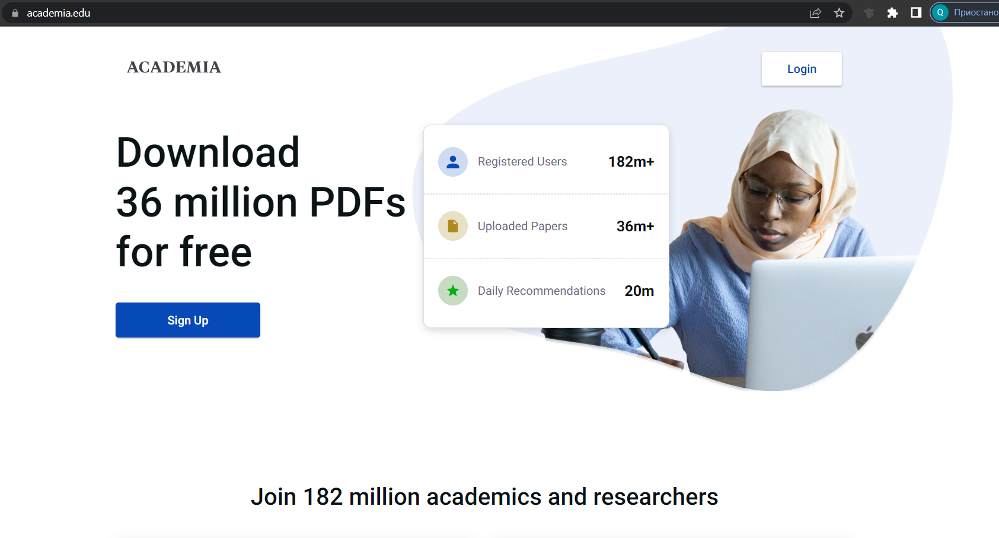 academia.edu
Q Приостано
ACADEMIA
Login
Download
36 million PDFs
for free
Sign Up
Registered Users 182m+
Uploaded Papers 36m+
Daily Recommendations 20m
Join 182 million academics and researchers